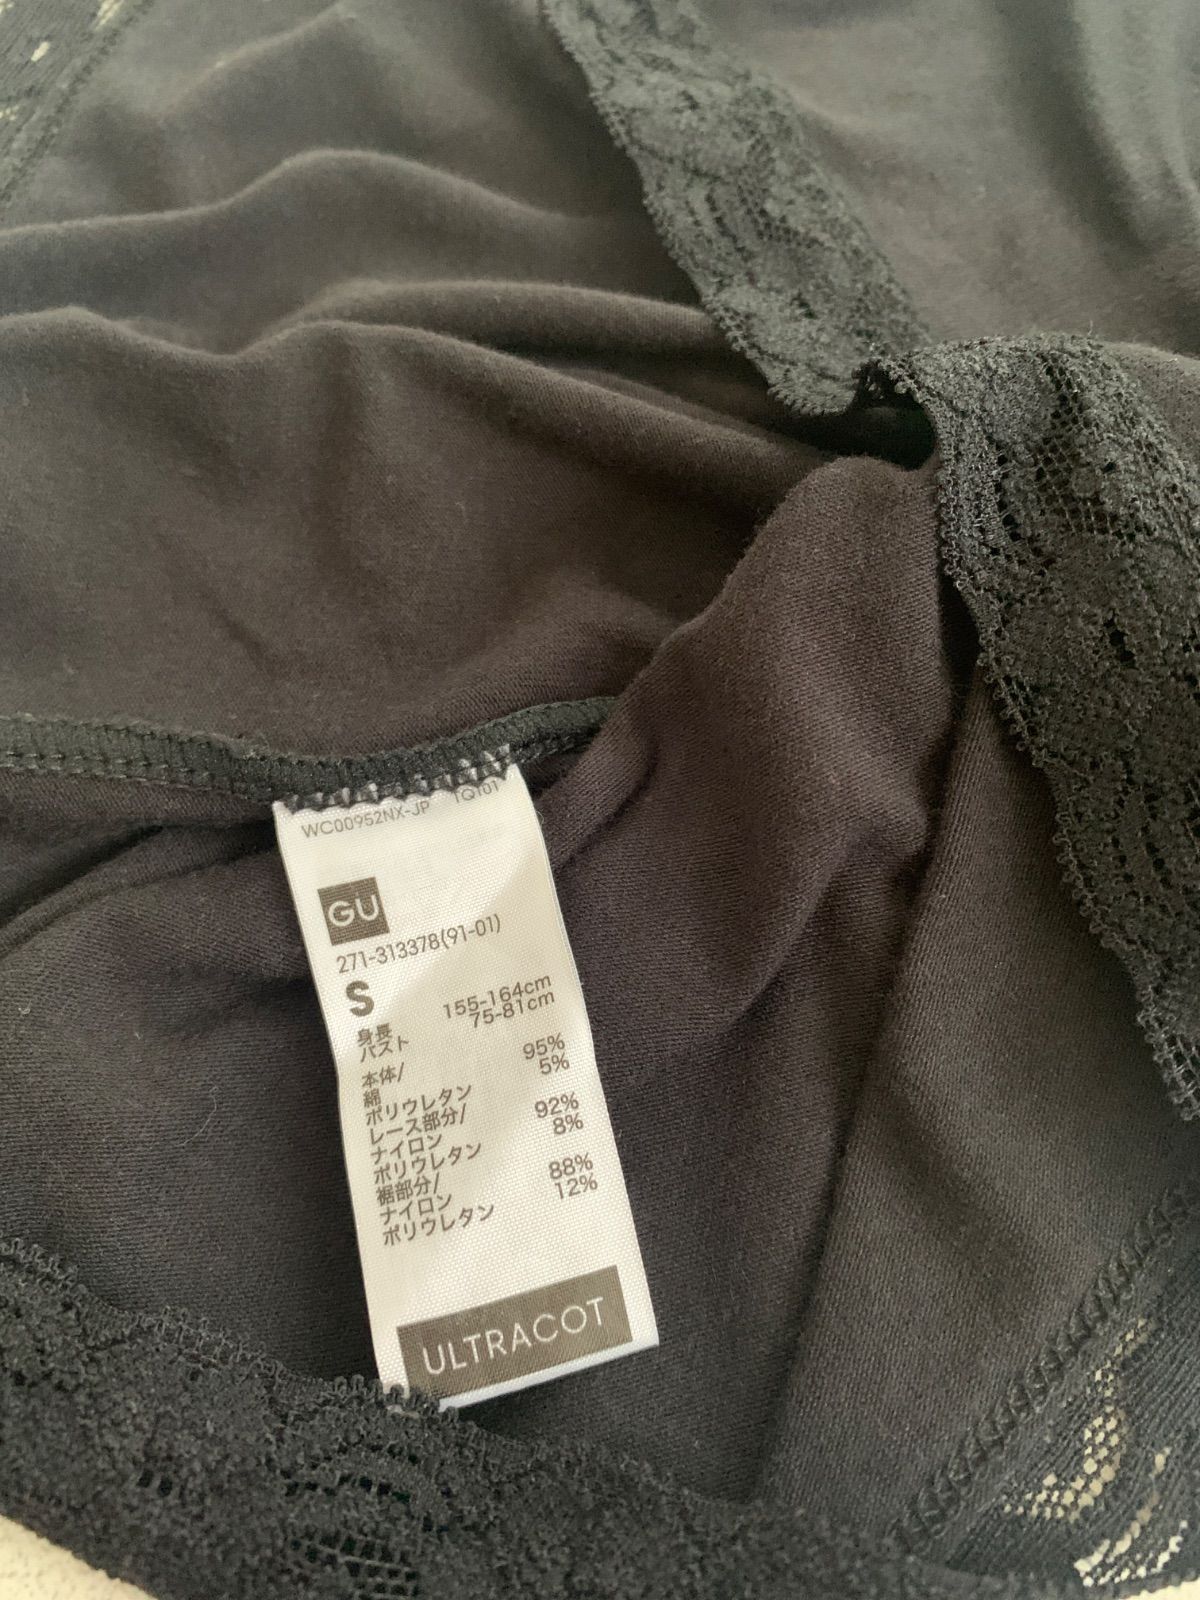 WC00952NX-JP 1Q101
GU
271-313378(91-01)
S
身長 155-164cm
バスト 75-81cm
本体/
綿 95%
ポリウレタン 5%
レース部分/
ナイロン 92%
ポリウレタン 8%
裾部分/
ナイロン 88%
ポリウレタン 12%
ULTRACOT